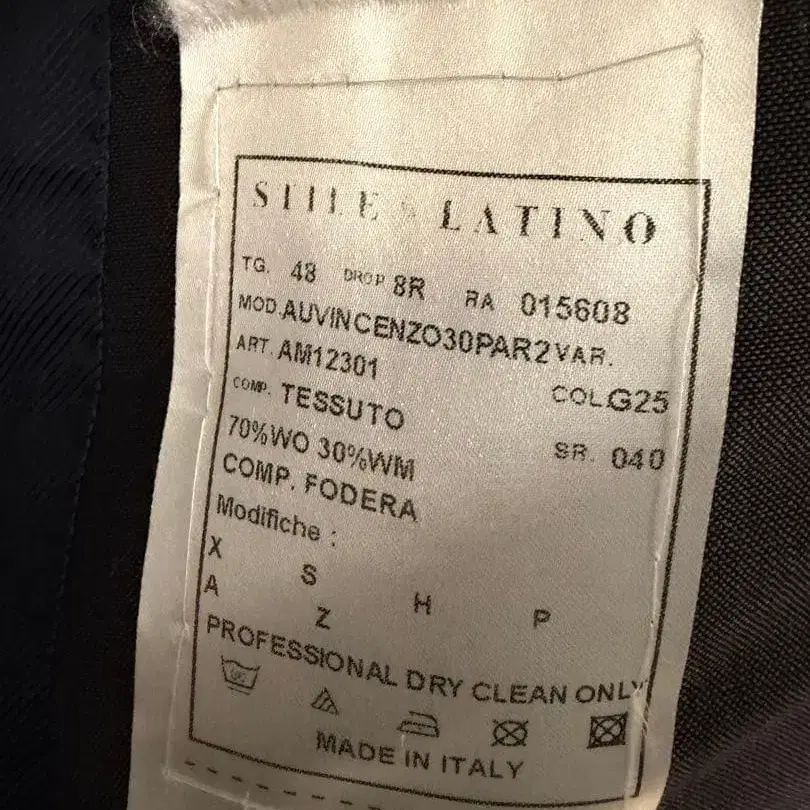 STILE LATINO
TG. 48 DROP 8R RA 015608
MOD. AUVINCENZO30PAR2 VAR.
ART. AM12301 COL. G25
COMP. TESSUTO SR. 040
70%WO 30%WM
COMP. FODERA
Modifiche :
X S H P
A Z
PROFESSIONAL DRY CLEAN ONLY
MADE IN ITALY